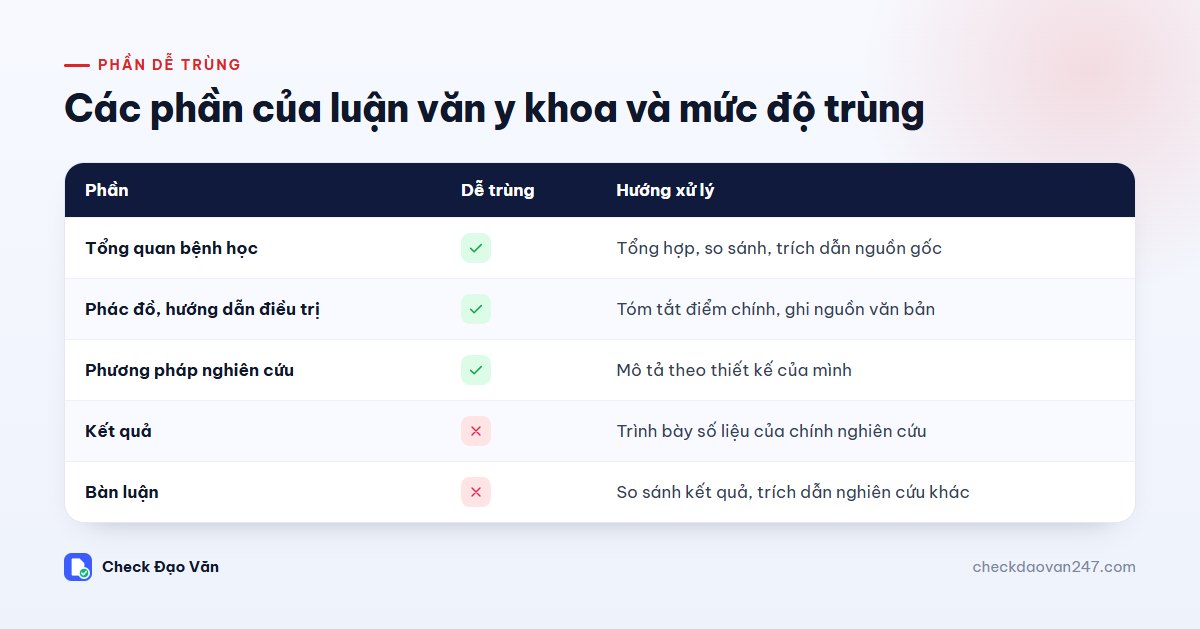 PHẦN DỄ TRÙNG
Các phần của luận văn y khoa và mức độ trùng
Phần Dễ trùng Hướng xử lý
Tổng quan bệnh học Tổng hợp, so sánh, trích dẫn nguồn gốc
Phác đồ, hướng dẫn điều trị Tóm tắt điểm chính, ghi nguồn văn bản
Phương pháp nghiên cứu Mô tả theo thiết kế của mình
Kết quả Trình bày số liệu của chính nghiên cứu
Bàn luận So sánh kết quả, trích dẫn nghiên cứu khác
Check Đạo Văn checkdaovan247.com